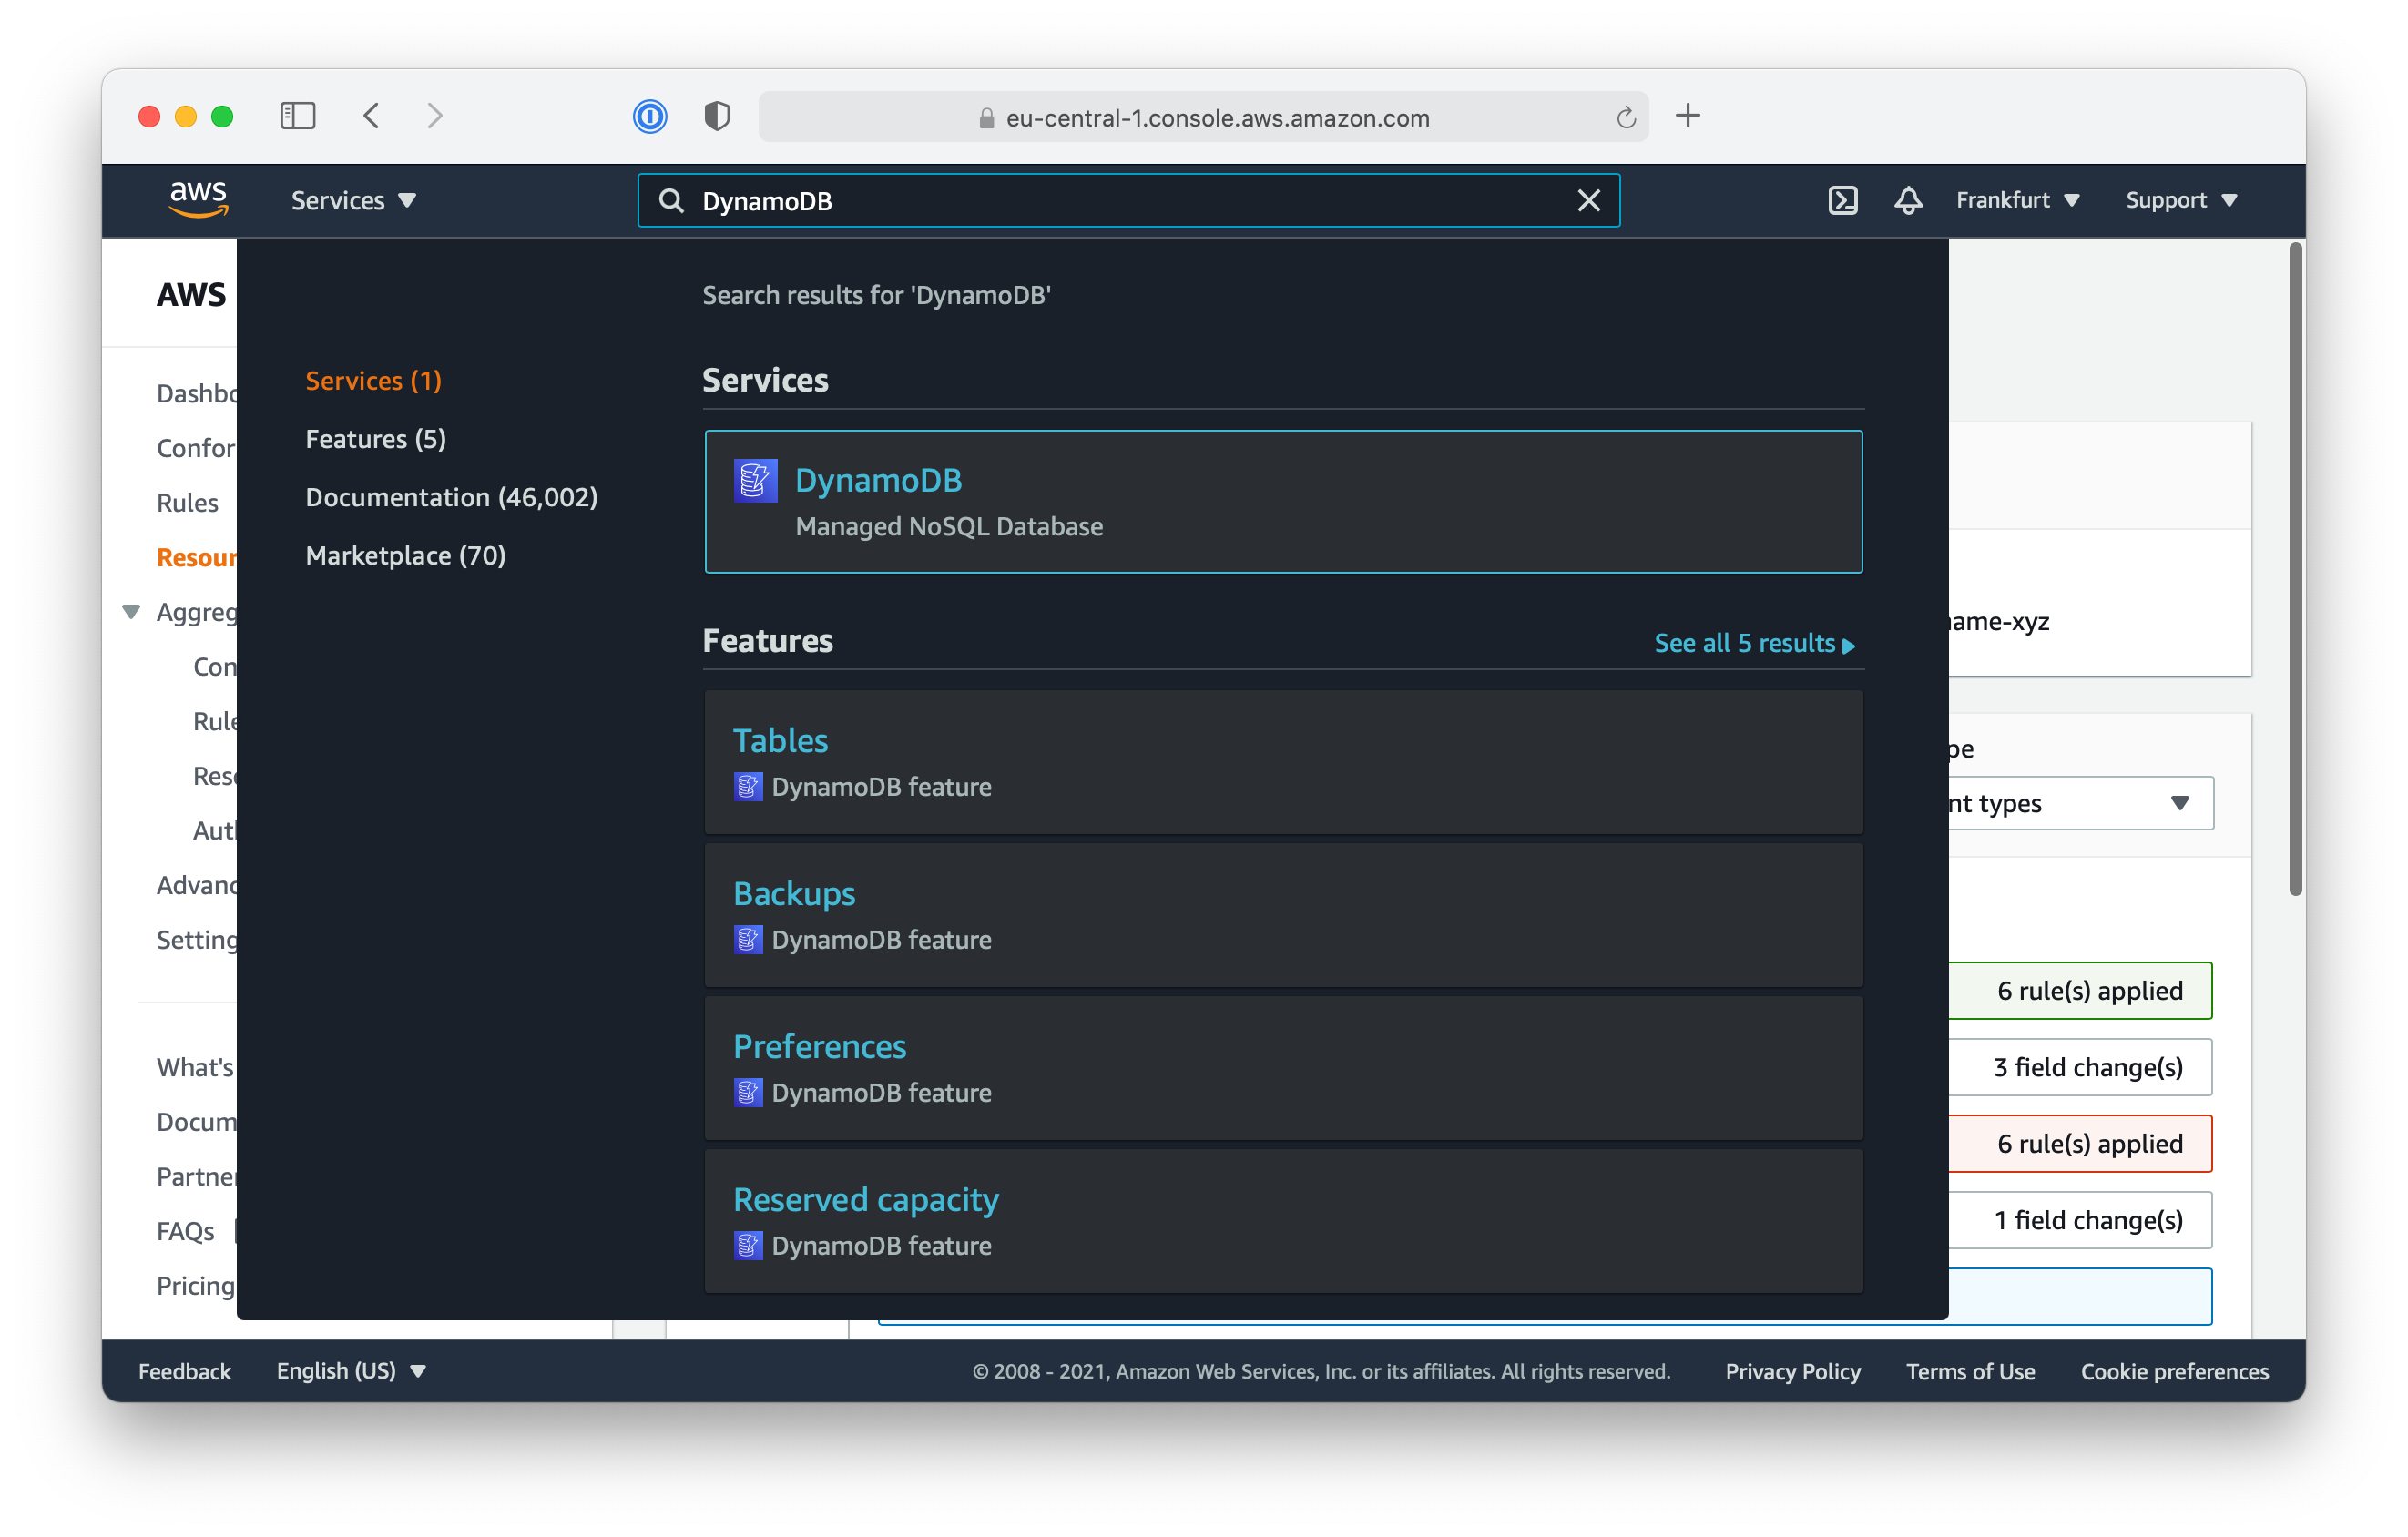 eu-central-1.console.aws.amazon.com
aws
Services
DynamoDB
Frankfurt
Support
AWS
Rules
FAQs
Pricing
Search results for 'DynamoDB'
Services (1)
Features (5)
Documentation (46,002)
Marketplace (70)
Services
DynamoDB
Managed NoSQL Database
Features
See all 5 results
Tables
DynamoDB feature
Backups
DynamoDB feature
Preferences
DynamoDB feature
Reserved capacity
DynamoDB feature
ame-xyz
pe
nt types
6 rule(s) applied
3 field change(s)
6 rule(s) applied
1 field change(s)
Dashbo
Confor
Resour
Aggreg
Con
Rule
Rese
Auth
Advanc
Setting
What's
Docum
Partner
Feedback
English (US)
© 2008 - 2021, Amazon Web Services, Inc. or its affiliates. All rights reserved.
Privacy Policy
Terms of Use
Cookie preferences